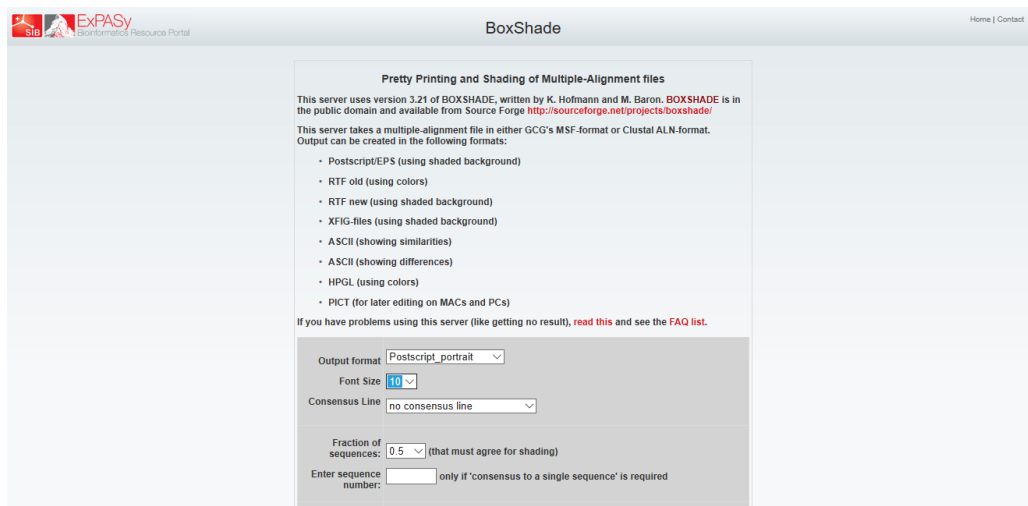 SIB
ExPASy
Bioinformatics Resource Portal
BoxShade
Home | Contact
Pretty Printing and Shading of Multiple-Alignment files
This server uses version 3.21 of BOXSHADE, written by K. Hofmann and M. Baron. BOXSHADE is in
the public domain and available from Source Forge http://sourceforge.net/projects/boxshade/
This server takes a multiple-alignment file in either GCG's MSF-format or Clustal ALN-format.
Output can be created in the following formats:
• Postscript/EPS (using shaded background)
• RTF old (using colors)
• RTF new (using shaded background)
• XFIG-files (using shaded background)
• ASCII (showing similarities)
• ASCII (showing differences)
• HPGL (using colors)
• PICT (for later editing on MACs and PCs)
If you have problems using this server (like getting no result), read this and see the FAQ list.
Output format Postscript_portrait
Font Size 10
Consensus Line no consensus line
Fraction of
sequences: 0.5 (that must agree for shading)
Enter sequence
number: only if 'consensus to a single sequence' is required